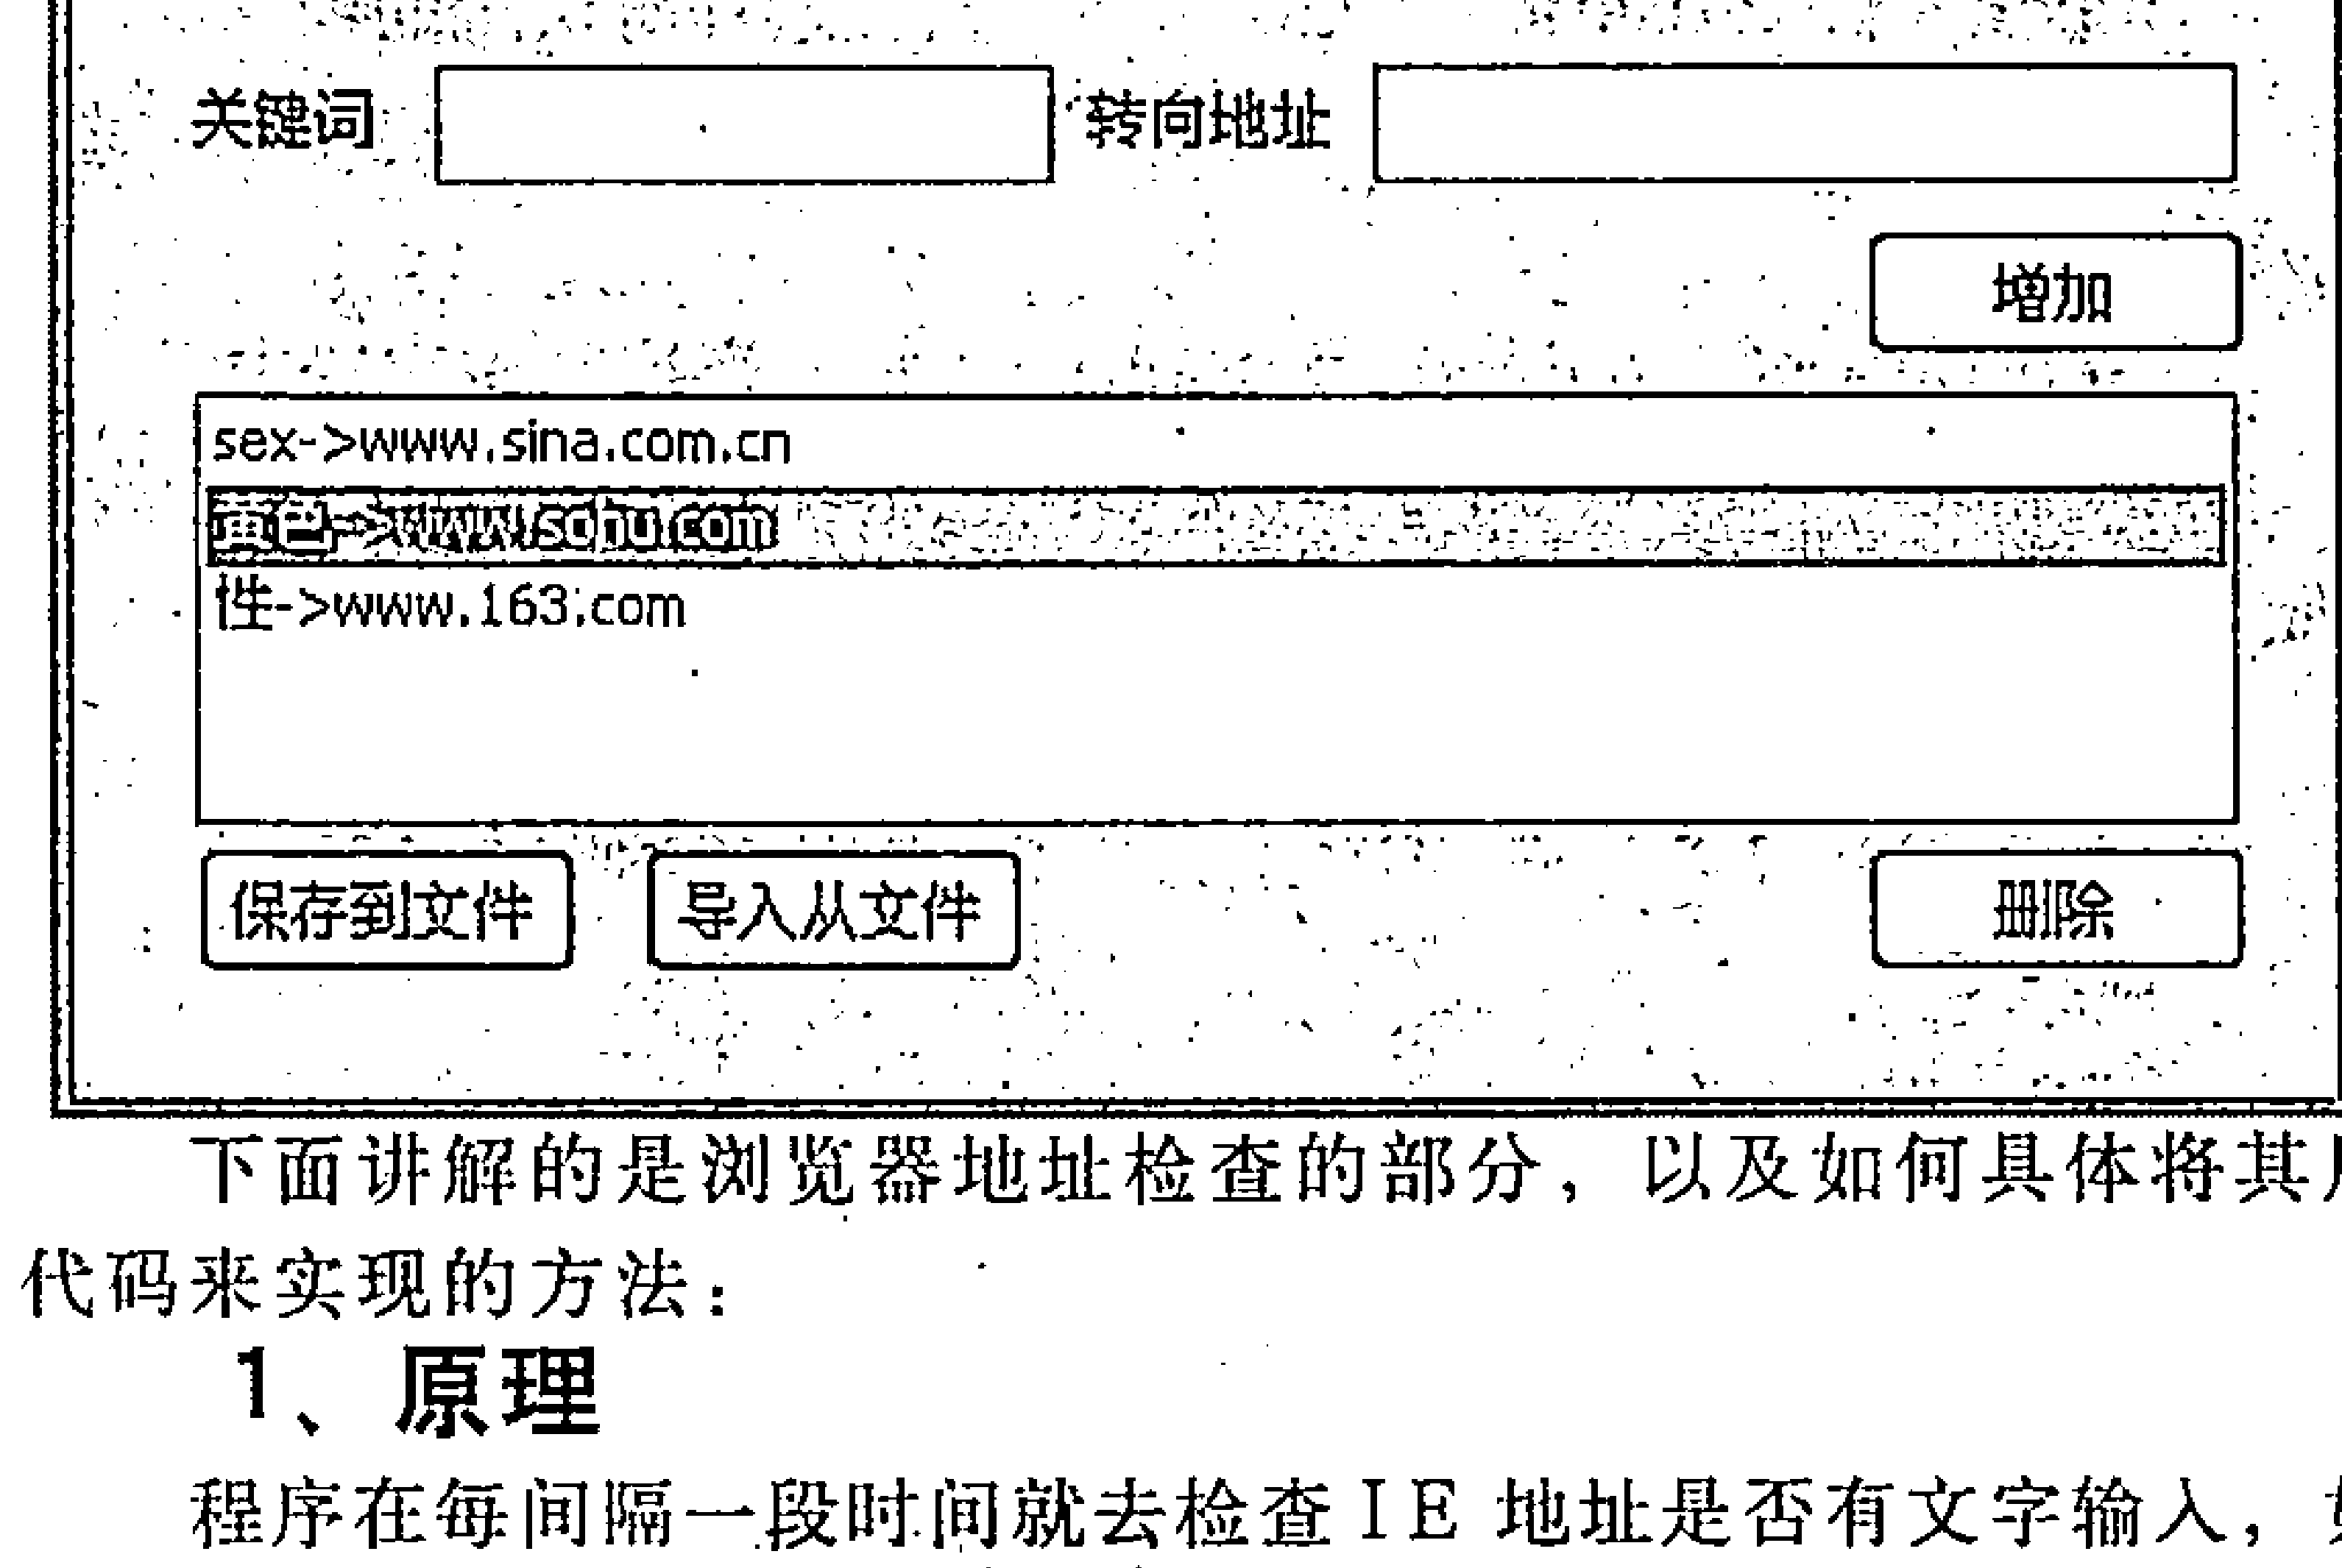 关键词 转向地址
增加
sex->www.sina.com.cn
黄色->www.sohu.com
性->www.163.com
保存到文件 导入从文件 删除
下面讲解的是浏览器地址检查的部分，以及如何具体将其
代码来实现的方法：
1、原理
程序在每间隔一段时间就去检查IE 地址是否有文字输入，